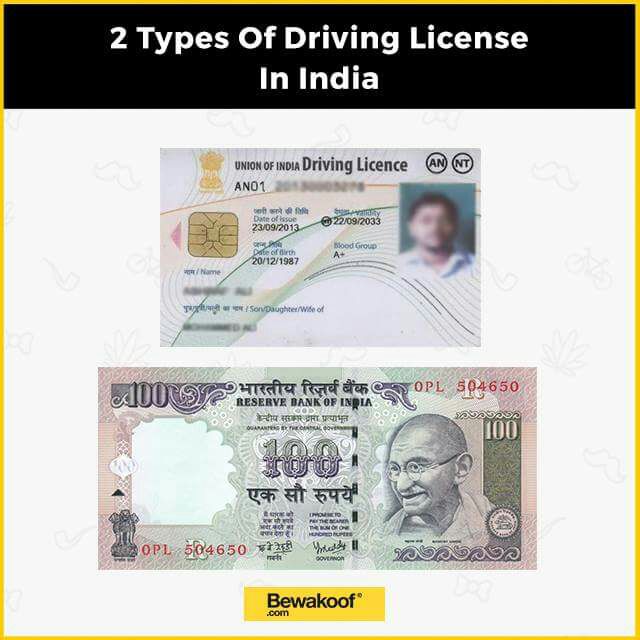 2 Types Of Driving License
In India
UNION OF INDIA Driving Licence AN NT
AN01
जारी करने की तिथि
Date of Issue
23/09/2013
वैधता / Validity
NT 22/09/2033
जन्म तिथि
Date of Birth
20/12/1987
Blood Group
A+
नाम / Name
पुत्र/पुत्री/पत्नी का नाम / Son/Daughter/Wife of
100 भारतीय रिज़र्व बैंक
RESERVE BANK OF INDIA
0PL 504650
केन्द्रीय सरकार द्वारा प्रत्याभूत
GUARANTEED BY THE CENTRAL GOVERNMENT
100
100
एक सौ रुपये
मैं धारक को
एक सौ रुपये
अदा करने का
वचन देता हूँ।
I PROMISE TO
PAY THE BEARER
THE SUM OF ONE
HUNDRED RUPEES
0PL 504650
गवर्नर
GOVERNOR
Bewakoof®
.com